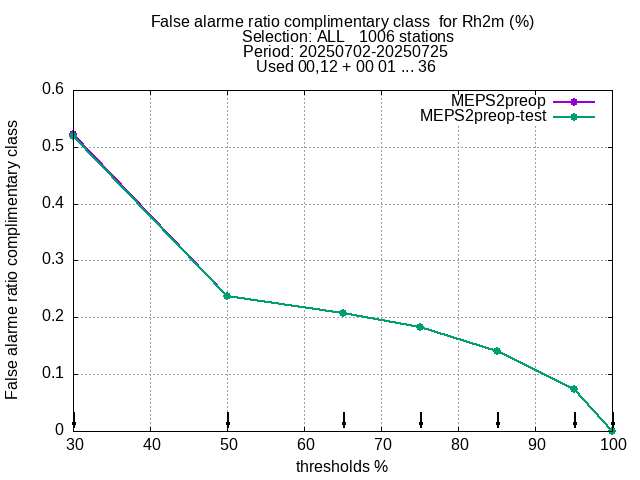 False alarme ratio complimentary class  for Rh2m (%)
Selection: ALL   1006 stations
Period: 20250702-20250725
Used 00,12 + 00 01 ... 36
MEPS2preop
MEPS2preop-test
False alarme ratio complimentary class
0.6
0.5
0.4
0.3
0.2
0.1
0
30 40 50 60 70 80 90 100
thresholds %